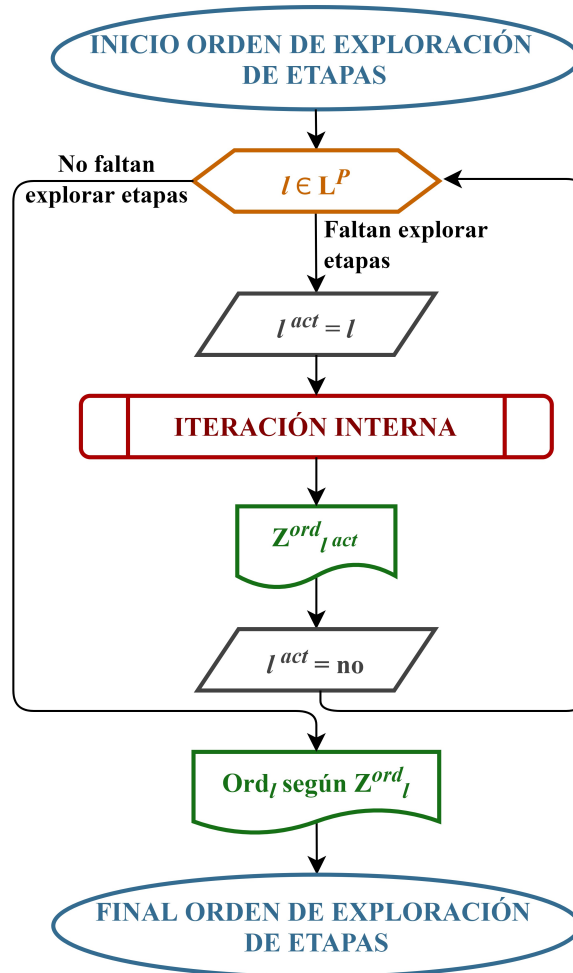 INICIO ORDEN DE EXPLORACIÓN
DE ETAPAS
No faltan
explorar etapas
l ∈ L^P
Faltan explorar
etapas
l^act = l
ITERACIÓN INTERNA
Z^ord_l^act
l^act = no
Ord_l según Z^ord_l
FINAL ORDEN DE EXPLORACIÓN
DE ETAPAS